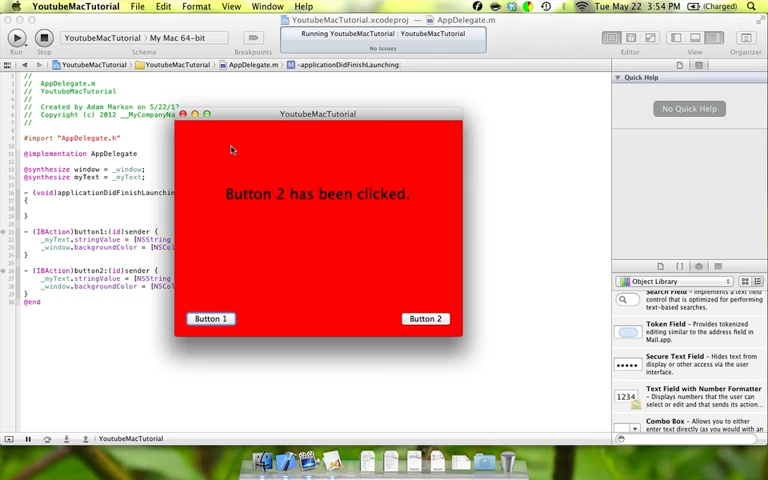 YoutubeMacTutorial File Edit Format View Window Help Tue May 22 3:54 PM (Charged)
YoutubeMacTutorial.xcodeproj — AppDelegate.m
YoutubeMacTutorial My Mac 64-bit
Running YoutubeMacTutorial : YoutubeMacTutorial
No Issues
Run Stop Scheme Breakpoints Editor View Organizer
YoutubeMacTutorial YoutubeMacTutorial AppDelegate.m -applicationDidFinishLaunching:
Quick Help
No Quick Help
//
// AppDelegate.m
// YoutubeMacTutorial
//
// Created by Adam Markon on 5/22/12
// Copyright (c) 2012 __MyCompanyNa
//
#import "AppDelegate.h"
@implementation AppDelegate
@synthesize window = _window;
@synthesize myText = _myText;
- (void)applicationDidFinishLaunching
{
}
- (IBAction)button1:(id)sender {
_myText.stringValue = [NSString
_window.backgroundColor = [NSCol
}
- (IBAction)button2:(id)sender {
_myText.stringValue = [NSString
_window.backgroundColor = [NSCol
}
@end
YoutubeMacTutorial
Button 2 has been clicked.
Button 1
Button 2
Object Library
Search Field - Implements a text field
control that is optimized for performing
text-based searches.
Token Field - Provides tokenized
editing similar to the address field in
Mail.app.
Secure Text Field - Hides text from
display or other access via the user
interface.
1234
Text Field with Number Formatter
- Displays numbers that the user can
select or edit and that sends its action...
Combo Box - Allows you to either
enter text directly (as you would with an
YoutubeMacTutorial